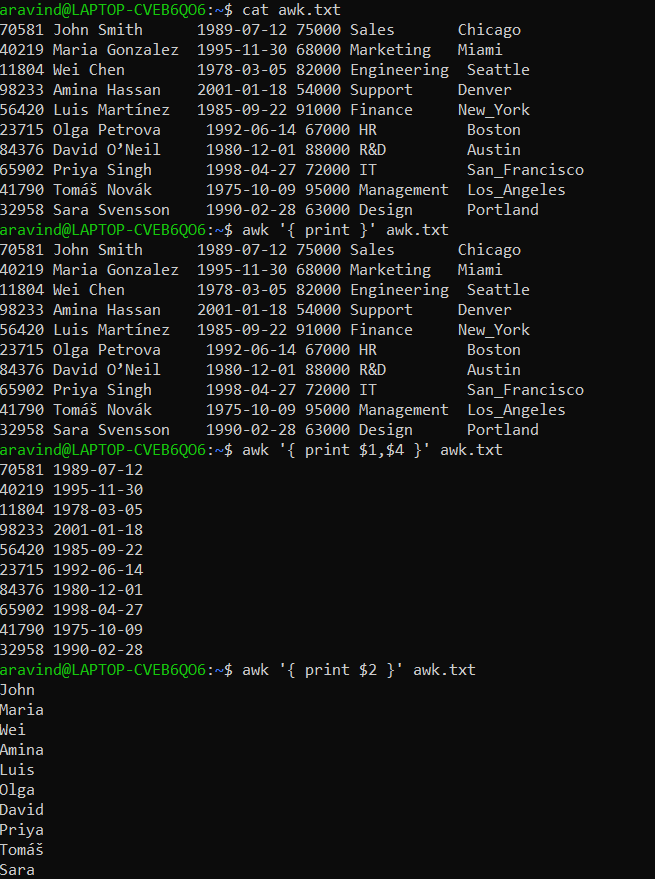 aravind@LAPTOP-CVEB6QO6:~$ cat awk.txt
70581 John Smith      1989-07-12 75000 Sales       Chicago
40219 Maria Gonzalez  1995-11-30 68000 Marketing   Miami
11804 Wei Chen        1978-03-05 82000 Engineering  Seattle
98233 Amina Hassan    2001-01-18 54000 Support     Denver
56420 Luis Martínez   1985-09-22 91000 Finance     New_York
23715 Olga Petrova     1992-06-14 67000 HR          Boston
84376 David O’Neil     1980-12-01 88000 R&D         Austin
65902 Priya Singh      1998-04-27 72000 IT          San_Francisco
41790 Tomáš Novák      1975-10-09 95000 Management  Los_Angeles
32958 Sara Svensson    1990-02-28 63000 Design      Portland
aravind@LAPTOP-CVEB6QO6:~$ awk '{ print }' awk.txt
70581 John Smith      1989-07-12 75000 Sales       Chicago
40219 Maria Gonzalez  1995-11-30 68000 Marketing   Miami
11804 Wei Chen        1978-03-05 82000 Engineering  Seattle
98233 Amina Hassan    2001-01-18 54000 Support     Denver
56420 Luis Martínez   1985-09-22 91000 Finance     New_York
23715 Olga Petrova     1992-06-14 67000 HR          Boston
84376 David O’Neil     1980-12-01 88000 R&D         Austin
65902 Priya Singh      1998-04-27 72000 IT          San_Francisco
41790 Tomáš Novák      1975-10-09 95000 Management  Los_Angeles
32958 Sara Svensson    1990-02-28 63000 Design      Portland
aravind@LAPTOP-CVEB6QO6:~$ awk '{ print $1,$4 }' awk.txt
70581 1989-07-12
40219 1995-11-30
11804 1978-03-05
98233 2001-01-18
56420 1985-09-22
23715 1992-06-14
84376 1980-12-01
65902 1998-04-27
41790 1975-10-09
32958 1990-02-28
aravind@LAPTOP-CVEB6QO6:~$ awk '{ print $2 }' awk.txt
John
Maria
Wei
Amina
Luis
Olga
David
Priya
Tomáš
Sara